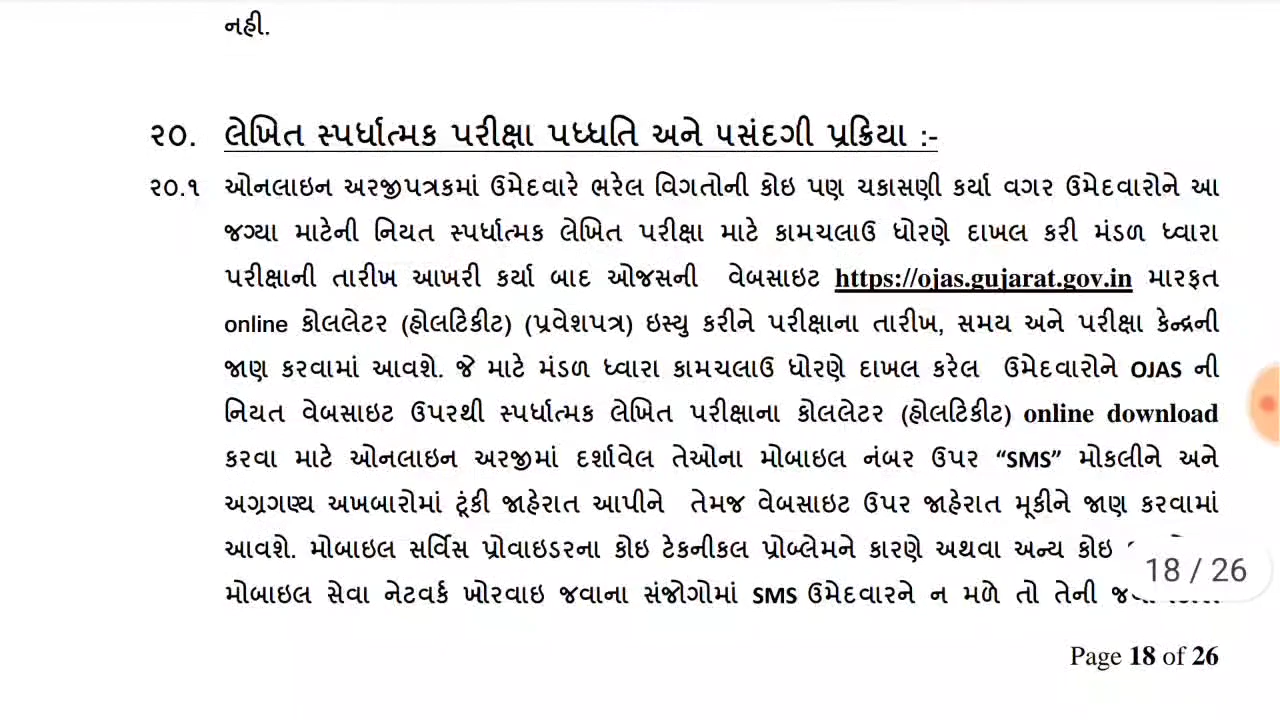 નહી.
૨૦. લેખિત સ્પર્ધાત્મક પરીક્ષા પધ્ધતિ અને પસંદગી પ્રક્રિયા :-
૨૦.૧ ઓનલાઇન અરજીપત્રકમાં ઉમેદવારે ભરેલ વિગતોની કોઇ પણ ચકાસણી કર્યા વગર ઉમેદવારોને આ
જગ્યા માટેની નિયત સ્પર્ધાત્મક લેખિત પરીક્ષા માટે કામચલાઉ ધોરણે દાખલ કરી મંડળ ધ્વારા
પરીક્ષાની તારીખ આખરી કર્યા બાદ ઓજસની વેબસાઇટ https://ojas.gujarat.gov.in મારફત
online કોલલેટર (હોલટિકીટ) (પ્રવેશપત્ર) ઇસ્યુ કરીને પરીક્ષાના તારીખ, સમય અને પરીક્ષા કેન્દ્રની
જાણ કરવામાં આવશે. જે માટે મંડળ ધ્વારા કામચલાઉ ધોરણે દાખલ કરેલ ઉમેદવારોને OJAS ની
નિયત વેબસાઇટ ઉપરથી સ્પર્ધાત્મક લેખિત પરીક્ષાના કોલલેટર (હોલટિકીટ) online download
કરવા માટે ઓનલાઇન અરજીમાં દર્શાવેલ તેઓના મોબાઇલ નંબર ઉપર “SMS” મોકલીને અને
અગ્રગણ્ય અખબારોમાં ટૂંકી જાહેરાત આપીને તેમજ વેબસાઇટ ઉપર જાહેરાત મૂકીને જાણ કરવામાં
આવશે. મોબાઇલ સર્વિસ પ્રોવાઇડરના કોઇ ટેકનીકલ પ્રોબ્લેમને કારણે અથવા અન્ય કોઇ
મોબાઇલ સેવા નેટવર્ક ખોરવાઇ જવાના સંજોગોમાં SMS ઉમેદવારને ન મળે તો તેની
18 / 26
Page 18 of 26